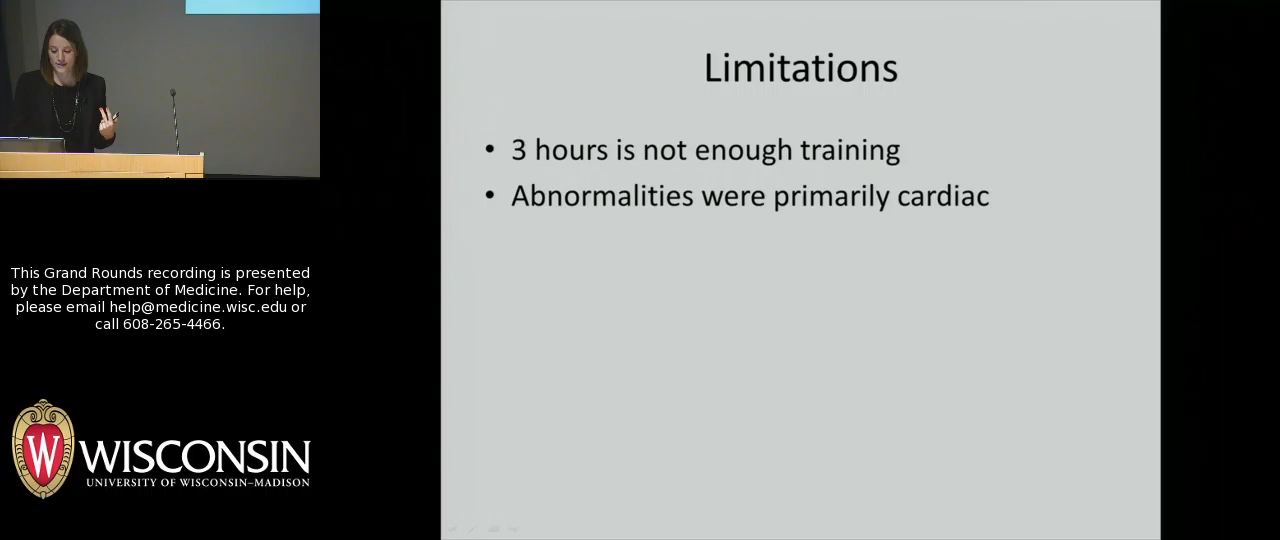 Limitations
• 3 hours is not enough training
• Abnormalities were primarily cardiac
This Grand Rounds recording is presented
by the Department of Medicine. For help,
please email help@medicine.wisc.edu or
call 608-265-4466.
W
WISCONSIN
UNIVERSITY OF WISCONSIN–MADISON